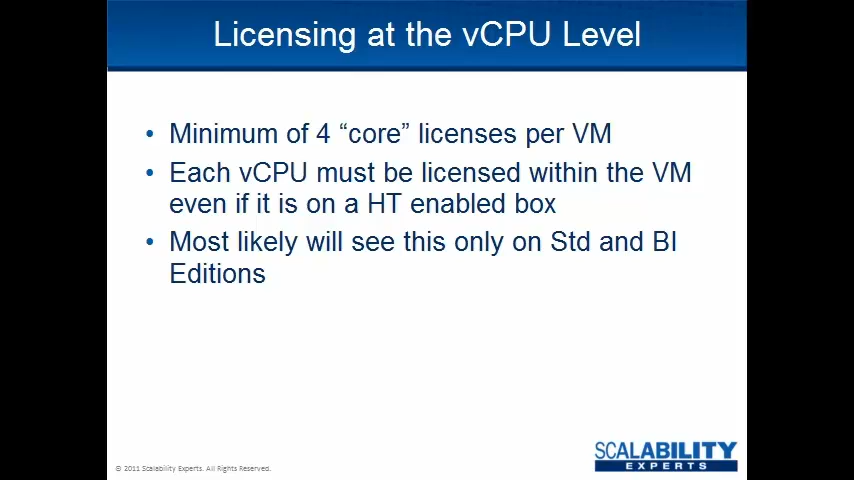 Licensing at the vCPU Level
• Minimum of 4 “core” licenses per VM
• Each vCPU must be licensed within the VM
even if it is on a HT enabled box
• Most likely will see this only on Std and BI
Editions
© 2011 Scalability Experts. All Rights Reserved.
SCALABILITY
EXPERTS